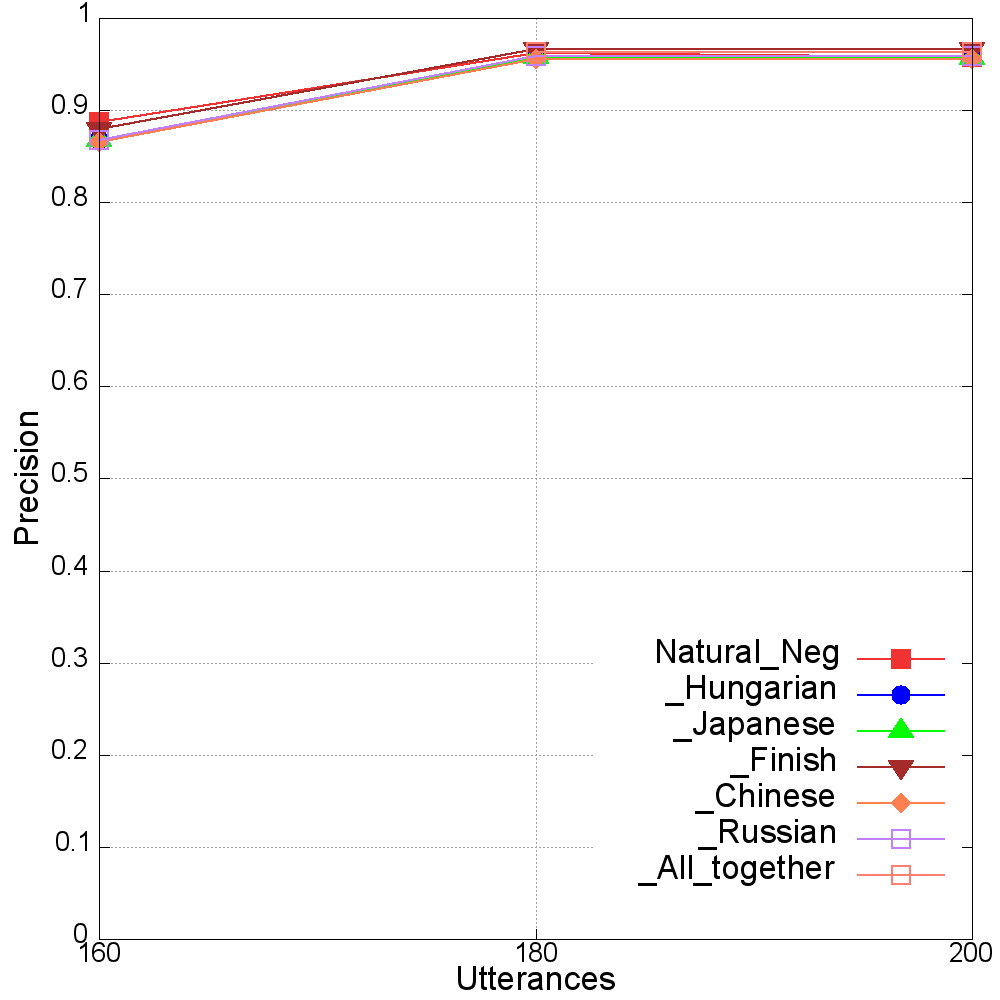 1
0.9
0.8
0.7
0.6
0.5
0.4
0.3
0.2
0.1
0
Precision
Natural_Neg
_Hungarian
_Japanese
_Finish
_Chinese
_Russian
_All_together
160 180 200
Utterances